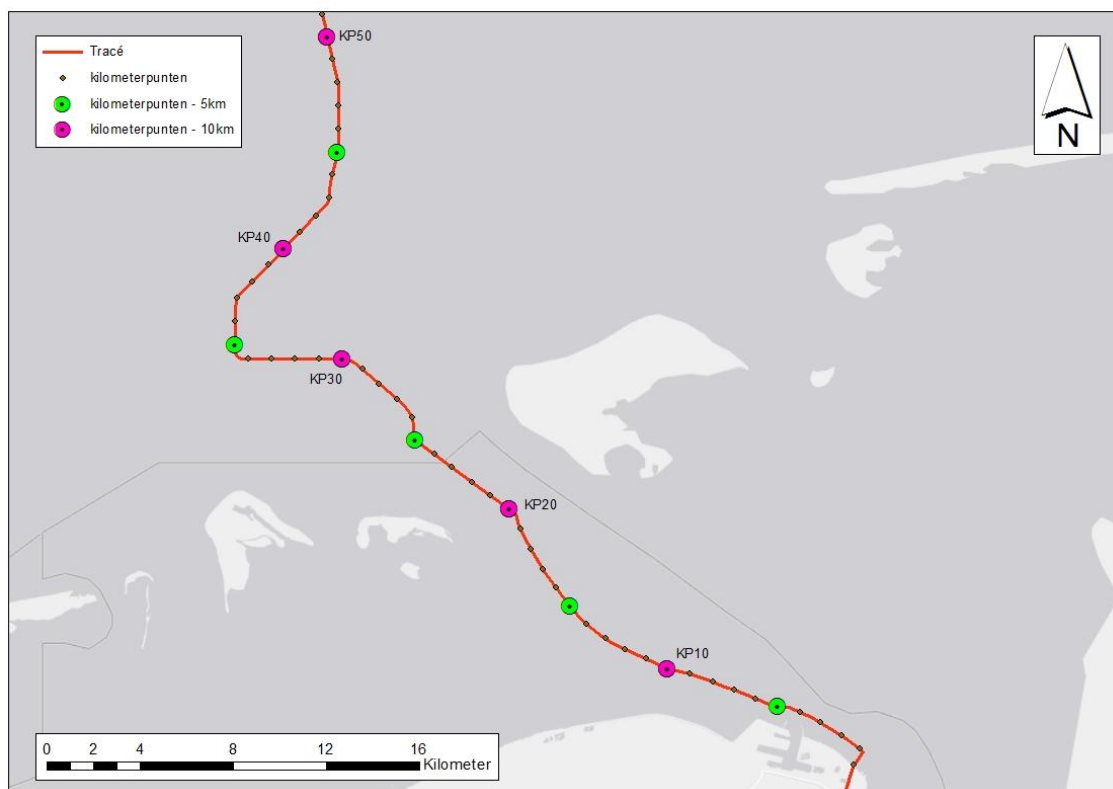 Tracé
kilometerpunten
kilometerpunten - 5km
kilometerpunten - 10km
KP50
N
KP40
KP30
KP20
KP10
0 2 4 8 12 16
Kilometer